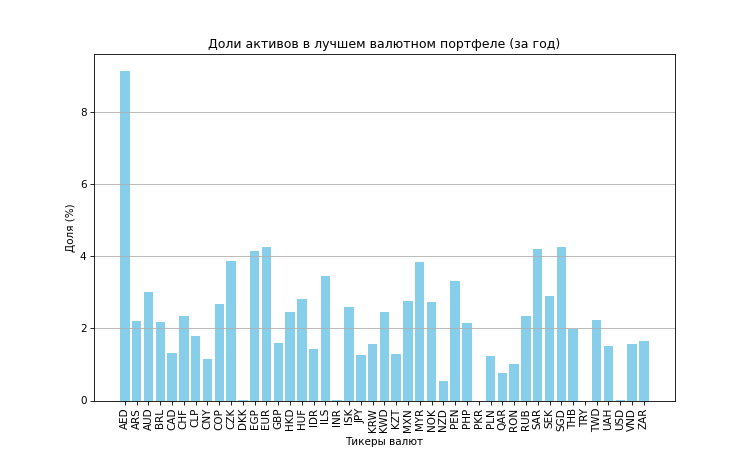 Доли активов в лучшем валютном портфеле (за год)
Доля (%)
8
6
4
2
0
AED ARS AUD BRL CAD CHF CLP CNY COP CZK DKK EGP EUR GBP HKD HUF IDR ILS INR ISK JPY KRW KWD KZT MXN MYR NOK NZD PEN PHP PKR PLN QAR RON RUB SAR SEK SGD THB TRY TWD UAH USD VND ZAR
Тикеры валют